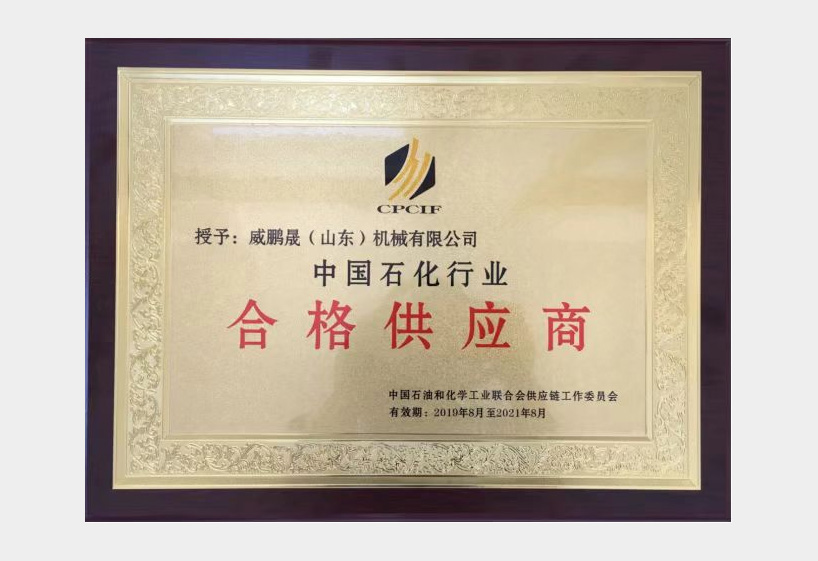 CPCIF
授予：威鹏晟（山东）机械有限公司
中国石化行业
合格供应商
中国石油和化学工业联合会供应链工作委员会
有效期：2019年8月至2021年8月